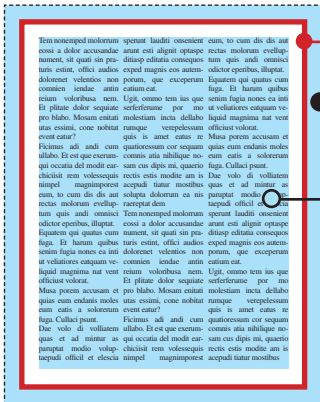 Tem nonemped molorrum
eossi a dolor accusandae
nument, sit quati sin pra-
turis estint, offici audios
dolorenet velentios non
comnien iendae antin
reium voloribusa nem.
Et plitate dolor sequiate
pro blabo. Mosam enitati
utas essimi, cone nobitat
event eatur?
Ficimus adi andi cum
ullabo. Et est que exerum-
qui occatia del modit ear-
chiciisit rem volessequis
nimpel magnimporest
eum, to cum dis dis aut
rectas molorum evellup-
tum quis andi omnisci
odictor eperibus, illuptat.
Equatem qui quatus cum
fuga. Et harum quibus
senim fugia nones ea inti
ut veliatores eatquam ve-
liquid magnima nat vent
officiust volorat.
Musa porem accusam et
quias eum endanis moles
eum eatis a solorerum
fuga. Cullaci psunt.
Dae volo di volliatem
quas et ad mintur as
paruptat modio volup-
taepudi officil et elescia
sperunt lauditi onsenient
arunt esti alignit optaspe
ditiasp editatia consequos
exped magnis eos autem-
porum, que exceperum
eatium eat.
Ugit, ommo tem ius que
serferferume por mo
molestiam incta dellabo
rumque verepelessum
quis is amet eatus re
quatioressum cor sequam
comnis atia nihilique no-
sam cus dipis mi, quaerio
rectis estis modite am is
acepudi tiatur mostibus
solupta dolorrum ea nis
raereptat dem
Tem nonemped molorrum
eossi a dolor accusandae
nument, sit quati sin pra-
turis estint, offici audios
dolorenet velentios non
comnien iendae antin
reium voloribusa nem.
Et plitate dolor sequiate
pro blabo. Mosam enitati
utas essimi, cone nobitat
event eatur?
Ficimus adi andi cum
ullabo. Et est que exerum-
qui occatia del modit ear-
chiciisit rem volessequis
nimpel magnimporest
eum, to cum dis dis aut
rectas molorum evellup-
tum quis andi omnisci
odictor eperibus, illuptat.
Equatem qui quatus cum
fuga. Et harum quibus
senim fugia nones ea inti
ut veliatores eatquam ve-
liquid magnima nat vent
officiust volorat.
Musa porem accusam et
quias eum endanis moles
eum eatis a solorerum
fuga. Cullaci psunt.
Dae volo di volliatem
quas et ad mintur as
paruptat modio
taepudi officil
sperunt lauditi onsenient
arunt esti alignit optaspe
ditiasp editatia consequos
exped magnis eos autem-
porum, que exceperum
eatium eat.
Ugit, ommo tem ius que
serferferume por mo
molestiam incta dellabo
rumque verepelessum
quis is amet eatus re
quatioressum cor sequam
comnis atia nihilique no-
sam cus dipis mi, quaerio
rectis estis modite am is
acepudi tiatur mostibus